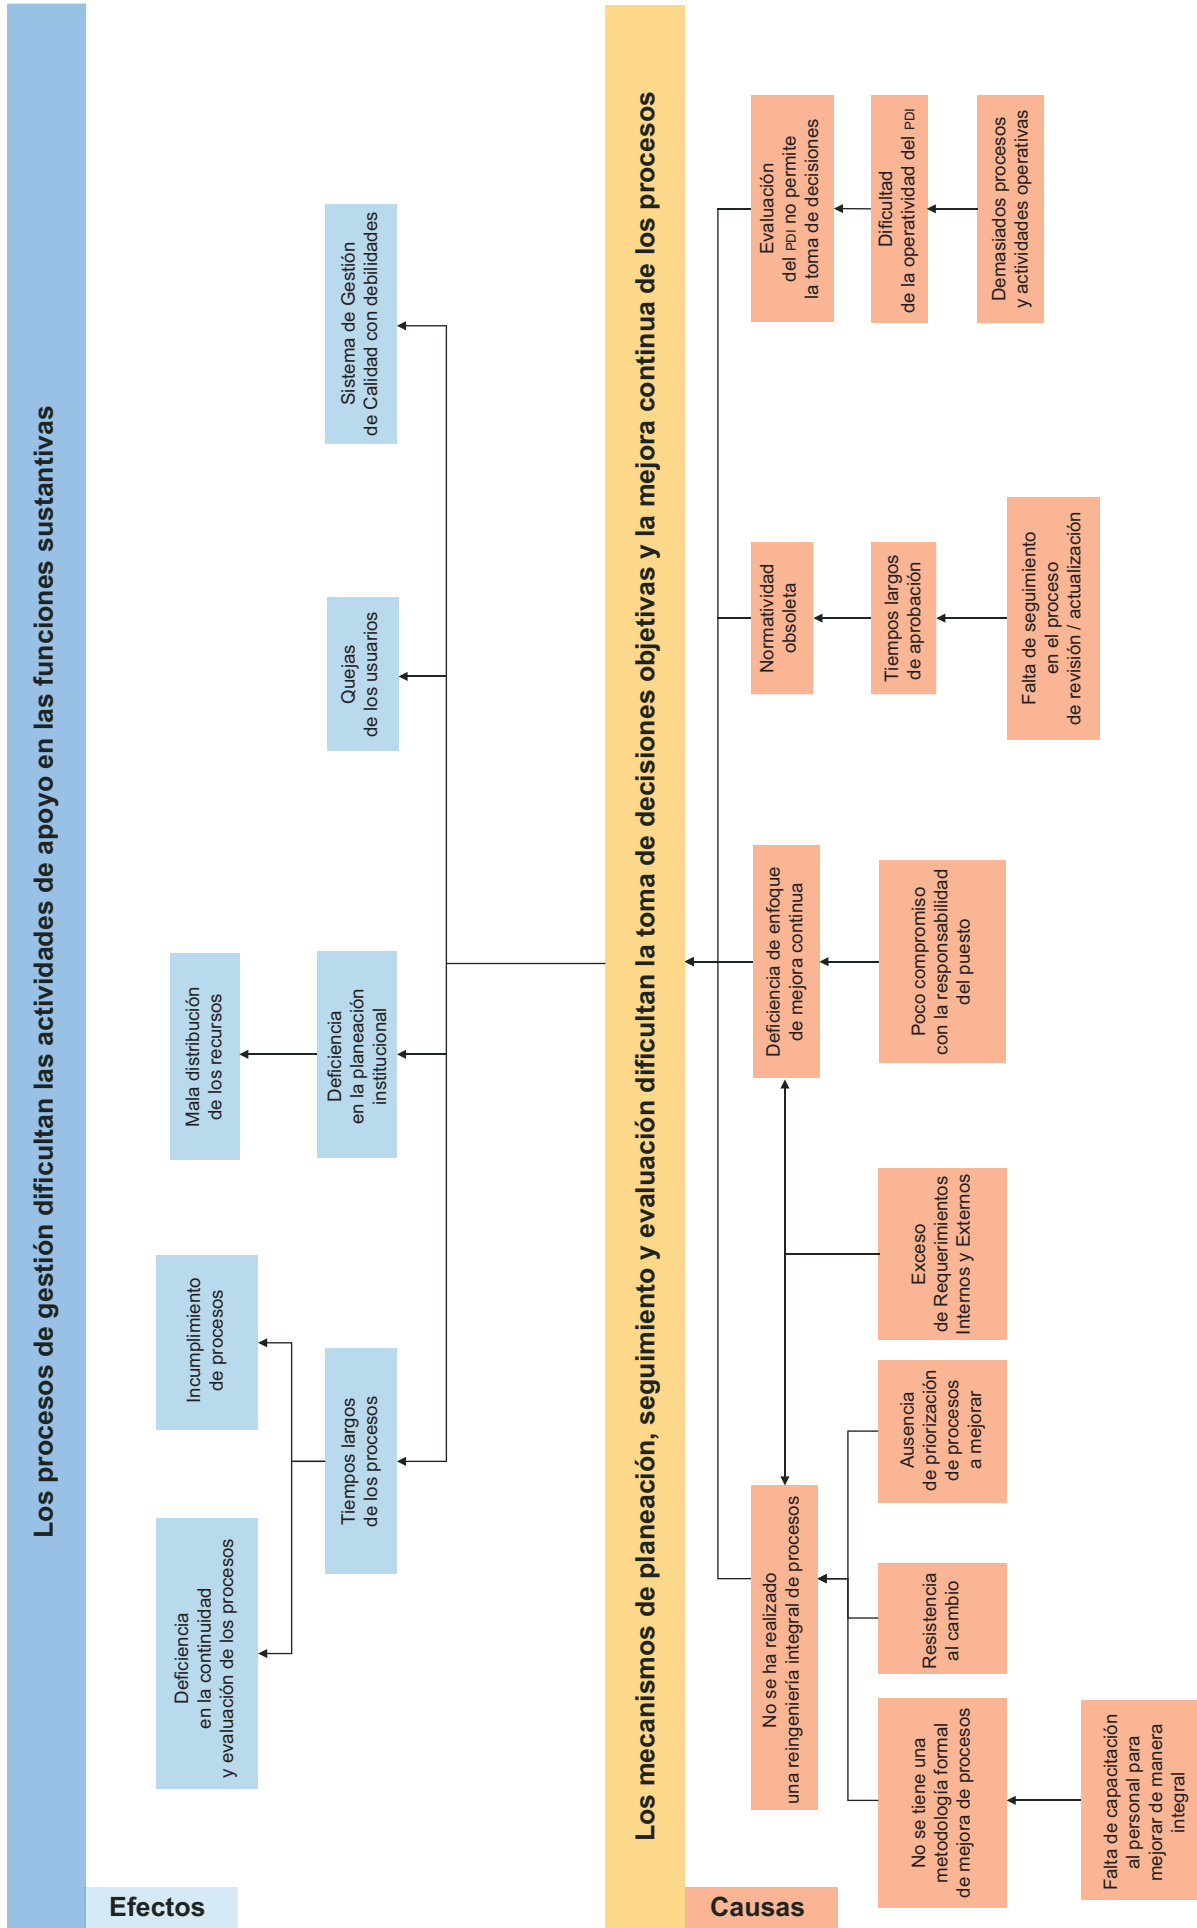 Los procesos de gestión dificultan las actividades de apoyo en las funciones sustantivas
Efectos
Deficiencia
en la continuidad
y evaluación de los procesos
Incumplimiento
de procesos
Mala distribución
de los recursos
Tiempos largos
de los procesos
Deficiencia
en la planeación
institucional
Quejas
de los usuarios
Sistema de Gestión
de Calidad con debilidades
Los mecanismos de planeación, seguimiento y evaluación dificultan la toma de decisiones objetivas y la mejora continua de los procesos
Causas
No se ha realizado
una reingeniería integral de procesos
Deficiencia de enfoque
de mejora continua
Normatividad
obsoleta
Evaluación
del PDI no permite
la toma de decisiones
No se tiene una
metodología formal
de mejora de procesos
Resistencia
al cambio
Ausencia
de priorización
de procesos
a mejorar
Exceso
de Requerimientos
Internos y Externos
Poco compromiso
con la responsabilidad
del puesto
Tiempos largos
de aprobación
Dificultad
de la operatividad del PDI
Falta de capacitación
al personal para
mejorar de manera
integral
Falta de seguimiento
en el proceso
de revisión / actualización
Demasiados procesos
y actividades operativas